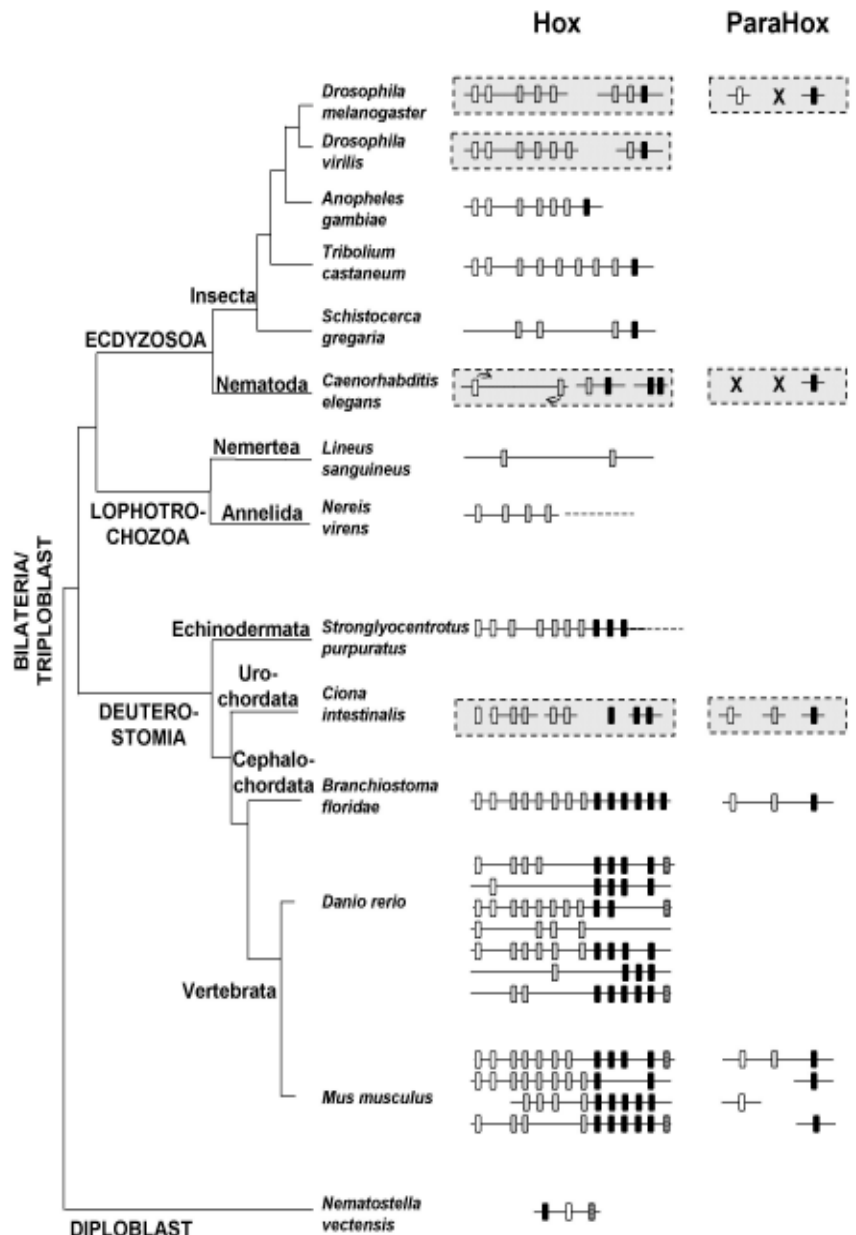 Hox
ParaHox
Drosophila
melanogaster
X
Drosophila
virilis
Anopheles
gambiae
Tribolium
castaneum
Insecta
Schistocerca
gregaria
ECDYZOSOA
Nematoda
Caenorhabditis
elegans
X X
Nemertea
Lineus
sanguineus
LOPHOTRO-
CHOZOA
Annelida
Nereis
virens
BILATERIA/
TRIPLOBLAST
Echinodermata
Stronglyocentrotus
purpuratus
Uro-
chordata
Ciona
intestinalis
DEUTERO-
STOMIA
Cephalo-
chordata
Branchiostoma
floridae
Danio rerio
Vertebrata
Mus musculus
Nematostella
vectensis
DIPLOBLAST